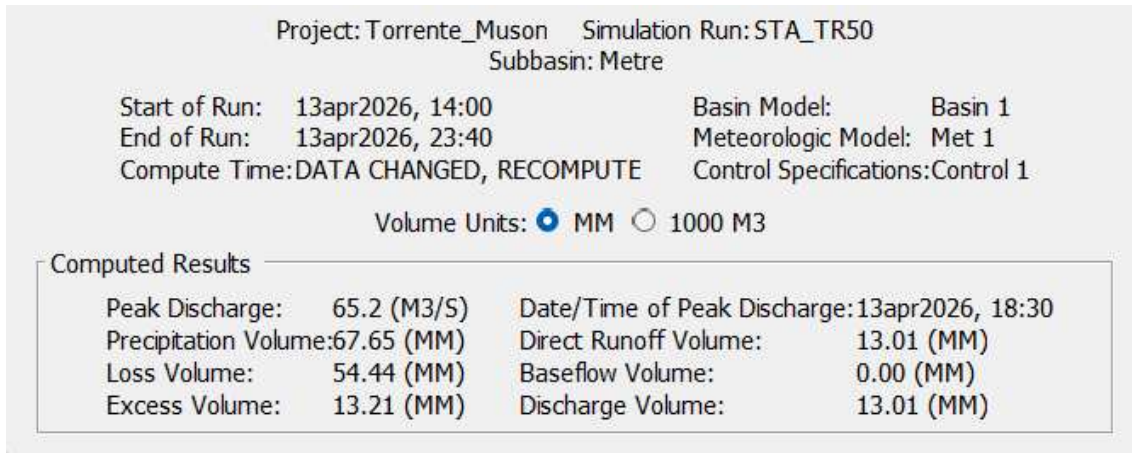 Project: Torrente_Muson Simulation Run: STA_TR50
Subbasin: Metre
Start of Run: 13apr2026, 14:00 Basin Model: Basin 1
End of Run: 13apr2026, 23:40 Meteorologic Model: Met 1
Compute Time:DATA CHANGED, RECOMPUTE Control Specifications:Control 1
Volume Units: MM 1000 M3
Computed Results
Peak Discharge: 65.2 (M3/S) Date/Time of Peak Discharge:13apr2026, 18:30
Precipitation Volume:67.65 (MM) Direct Runoff Volume: 13.01 (MM)
Loss Volume: 54.44 (MM) Baseflow Volume: 0.00 (MM)
Excess Volume: 13.21 (MM) Discharge Volume: 13.01 (MM)